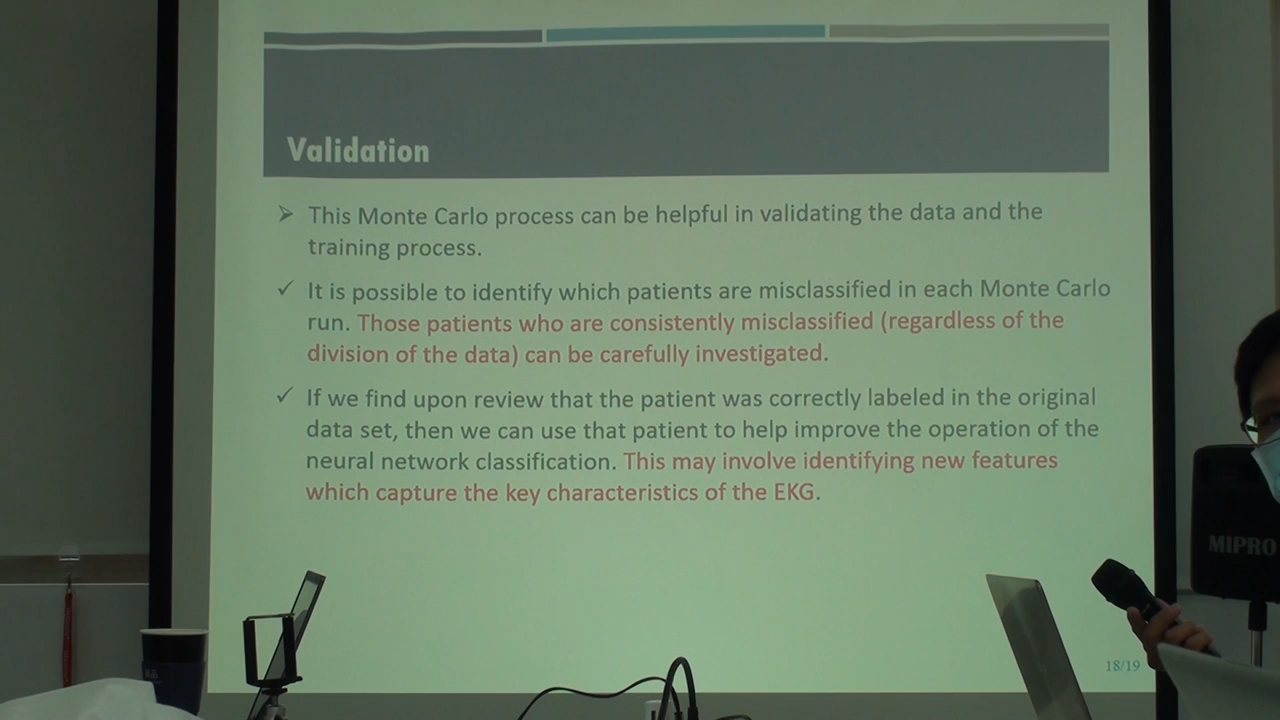 Validation
➢ This Monte Carlo process can be helpful in validating the data and the
training process.
✓ It is possible to identify which patients are misclassified in each Monte Carlo
run. Those patients who are consistently misclassified (regardless of the
division of the data) can be carefully investigated.
✓ If we find upon review that the patient was correctly labeled in the original
data set, then we can use that patient to help improve the operation of the
neural network classification. This may involve identifying new features
which capture the key characteristics of the EKG.
MIPRO
18/19